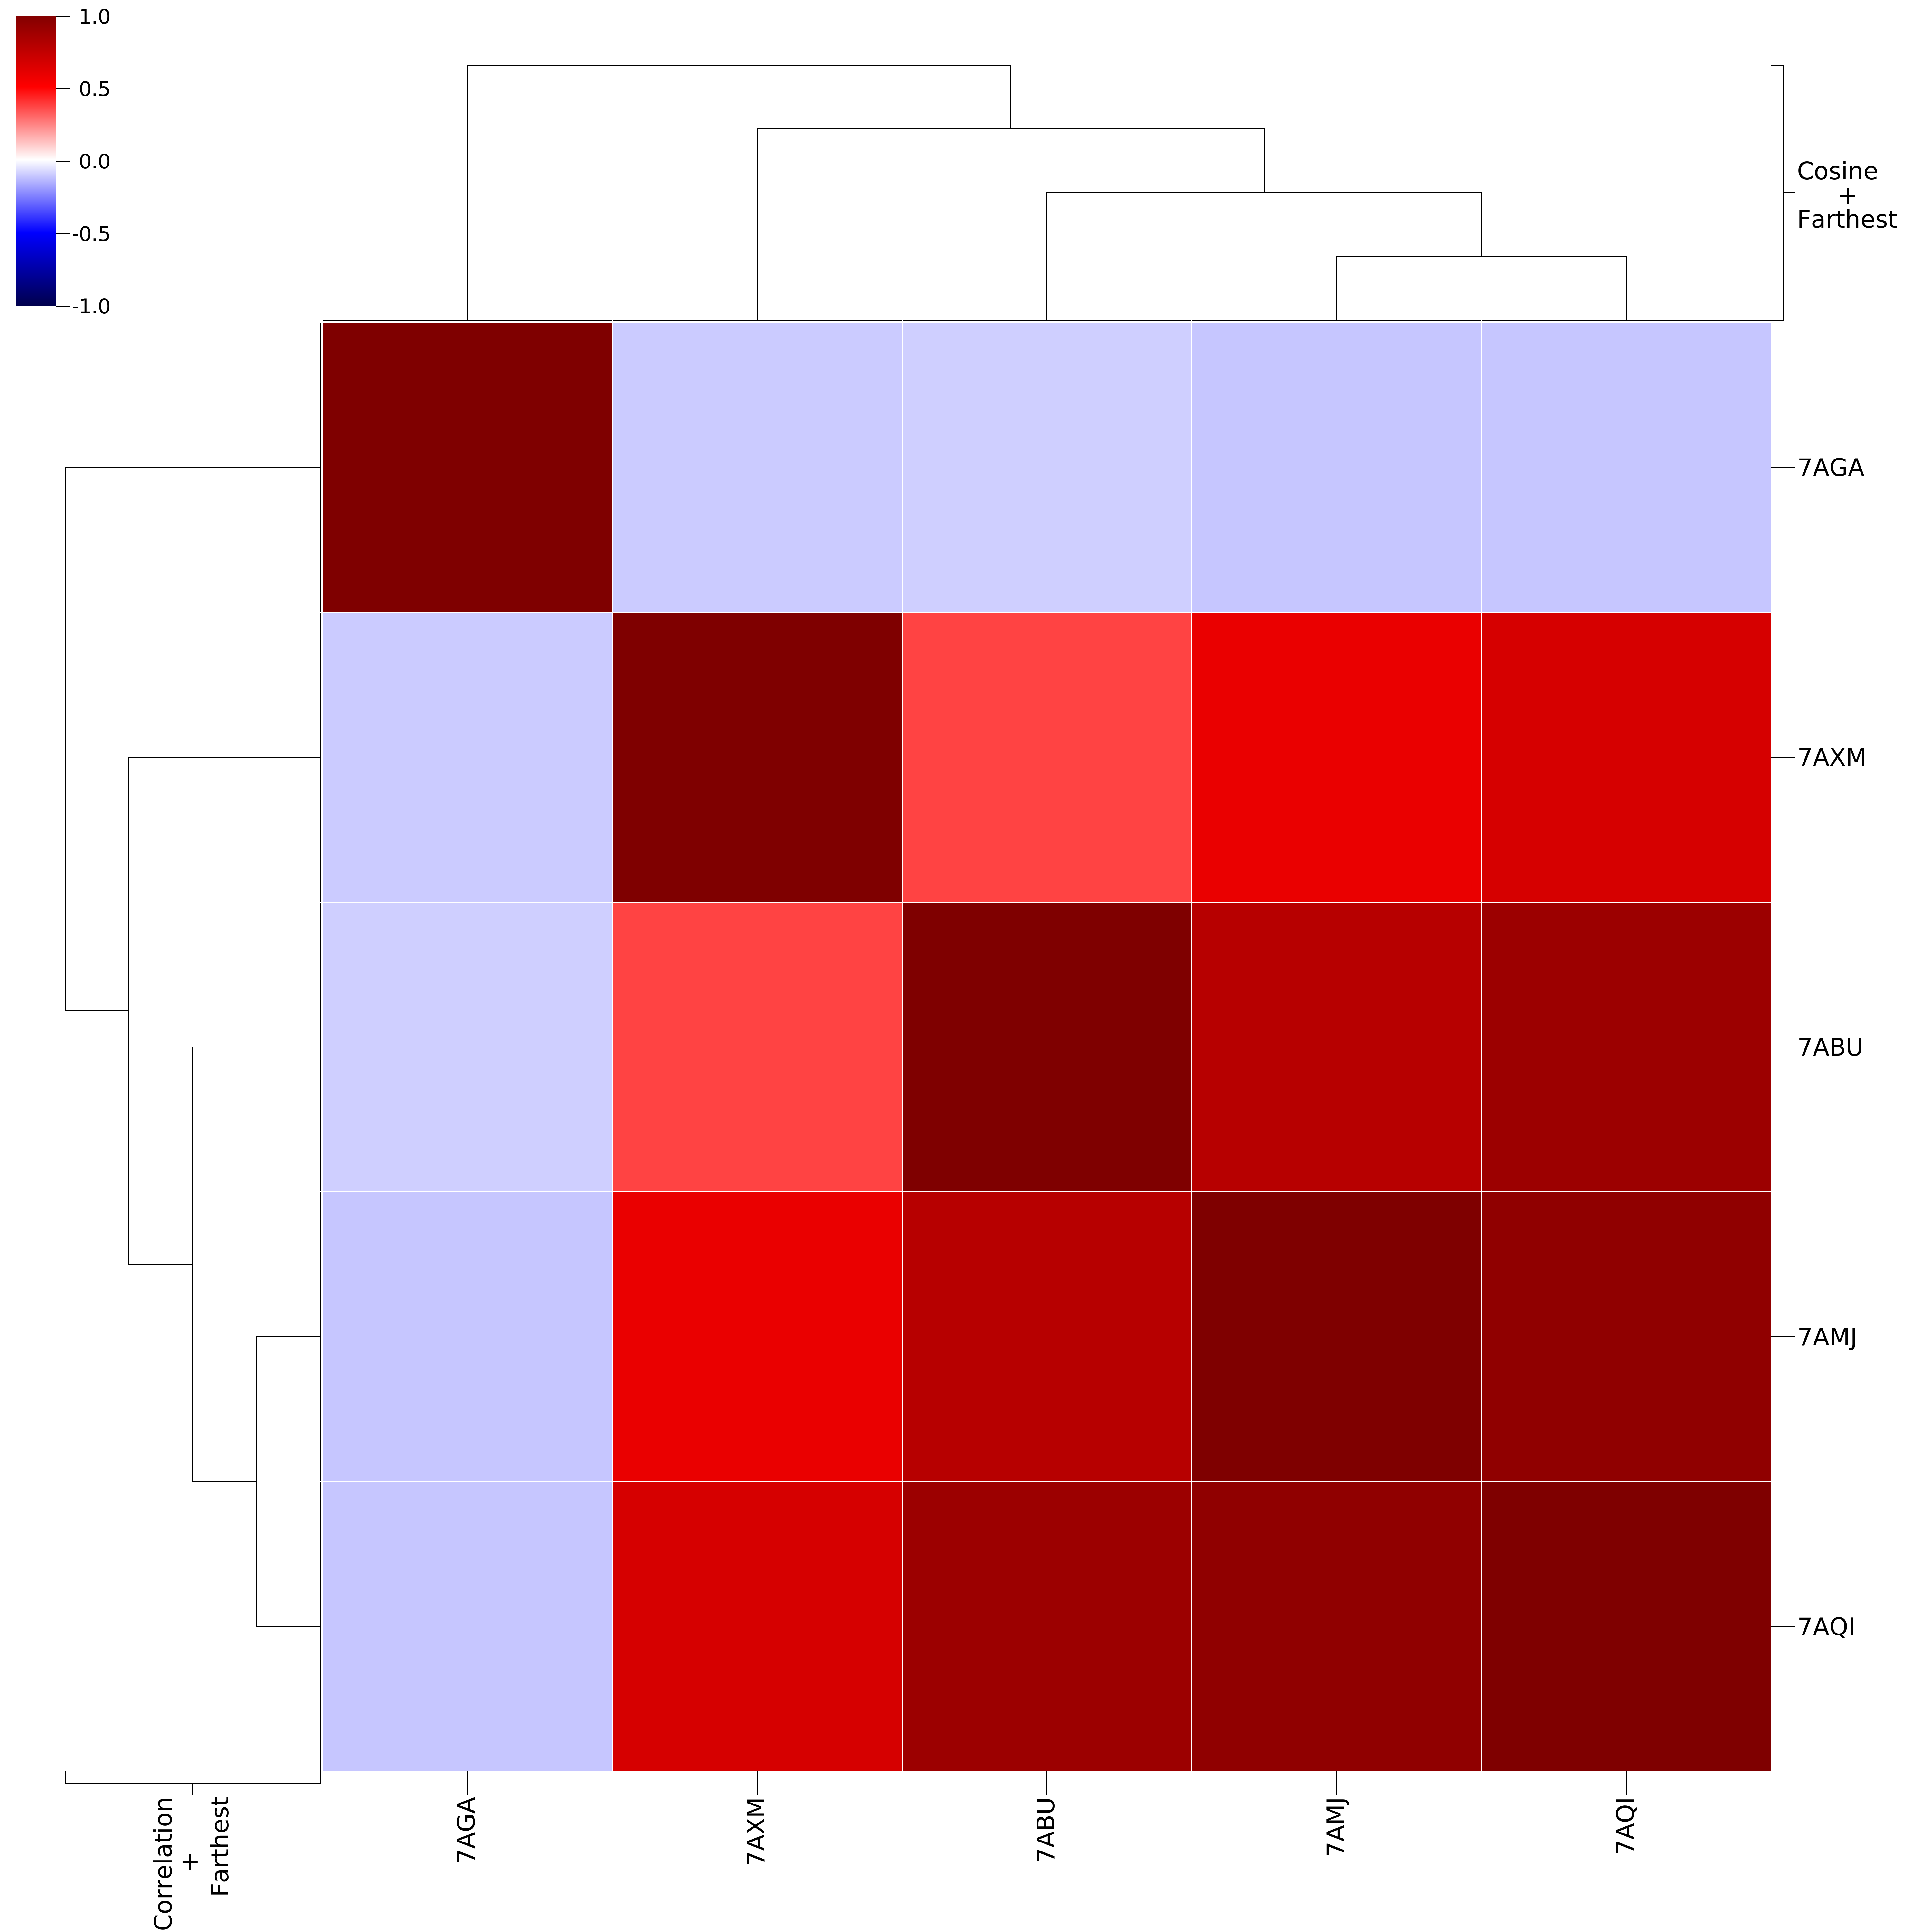 1.0
0.5
0.0
-0.5
-1.0
Cosine
+
Farthest
7AGA
7AXM
7ABU
7AMJ
7AQI
Correlation
+
Farthest
7AGA
7AXM
7ABU
7AMJ
7AQI